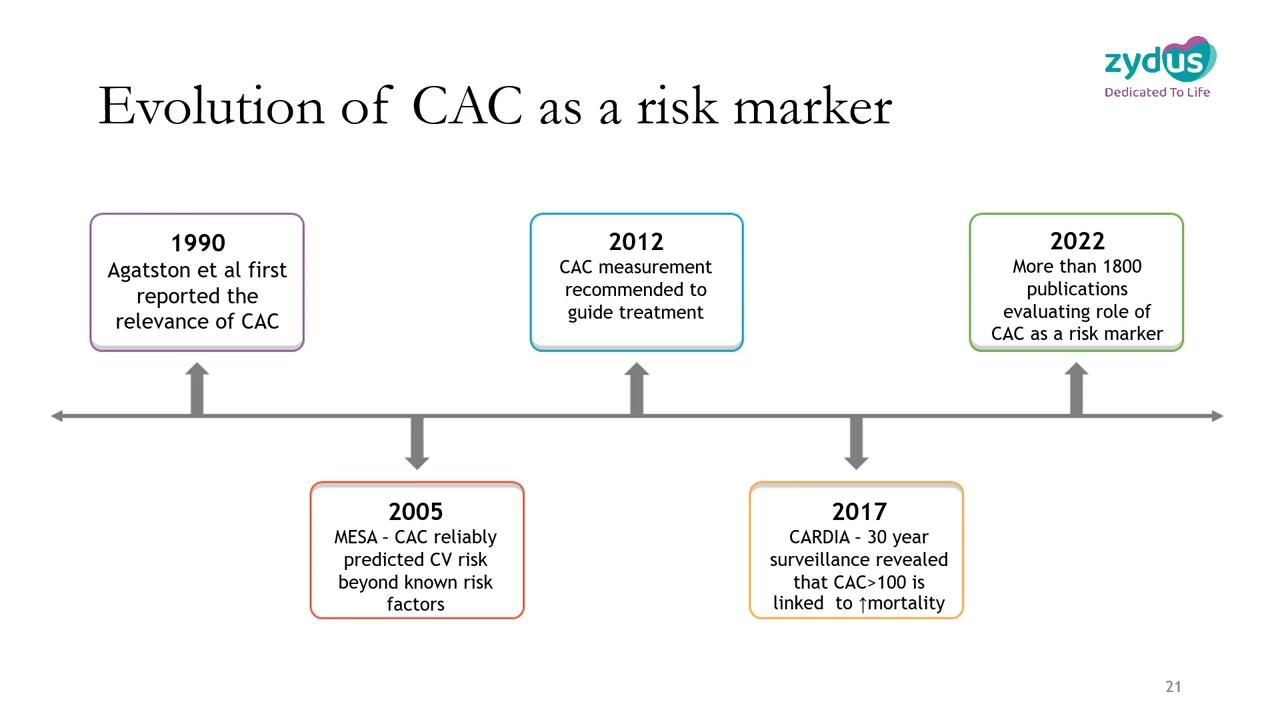 zydus
Dedicated To Life
Evolution of CAC as a risk marker
1990
Agatston et al first
reported the
relevance of CAC
2005
MESA – CAC reliably
predicted CV risk
beyond known risk
factors
2012
CAC measurement
recommended to
guide treatment
2017
CARDIA – 30 year
surveillance revealed
that CAC>100 is
linked  to ↑mortality
2022
More than 1800
publications
evaluating role of
CAC as a risk marker
21